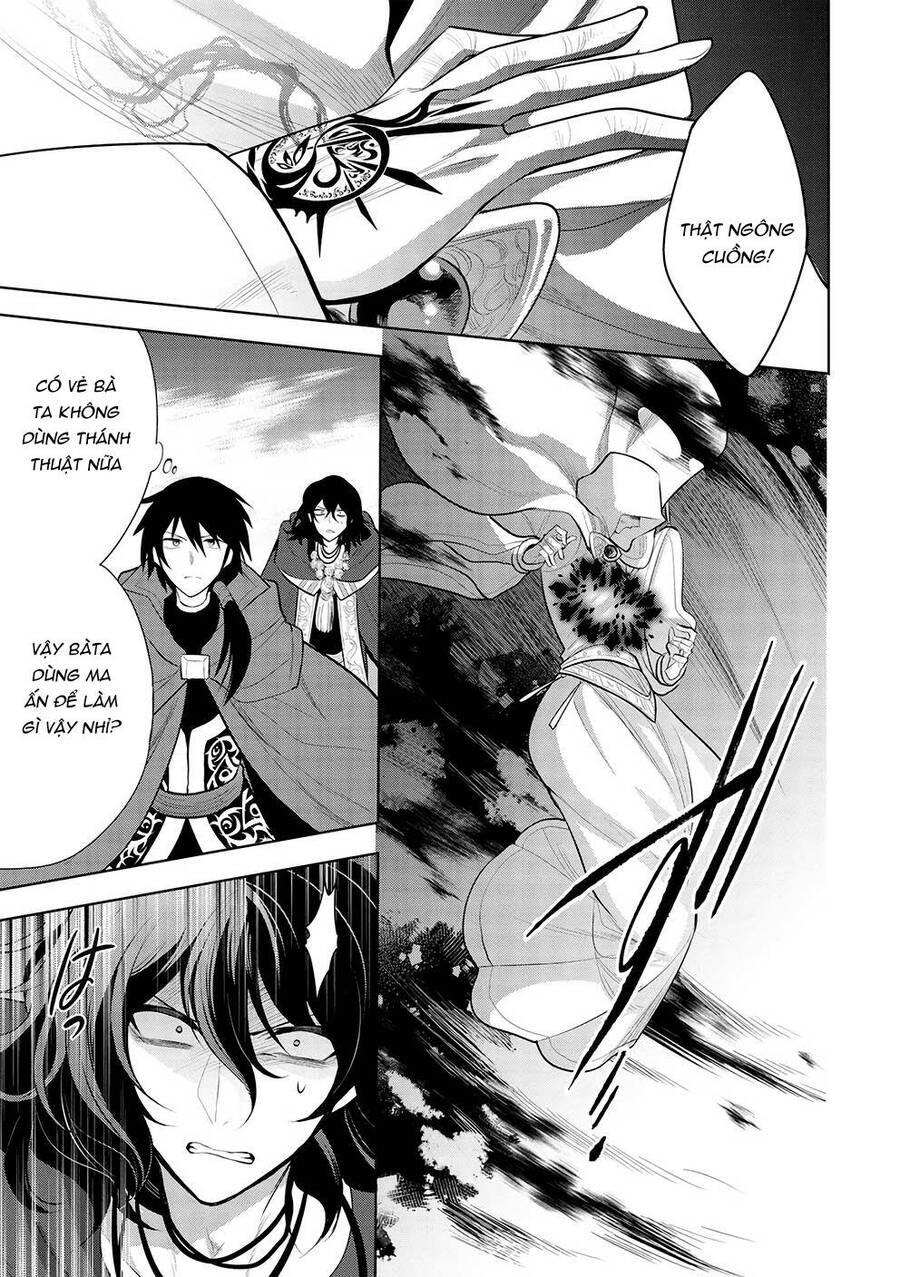 THẬT NGÔNG
CUỒNG!
CÓ VẺ BÀ
TA KHÔNG
DÙNG THÁNH
THUẬT NỮA
VẬY BÀTA
DÙNG MA
ẤN ĐỂ LÀM
GÌ VẬY NHỈ?
はっ